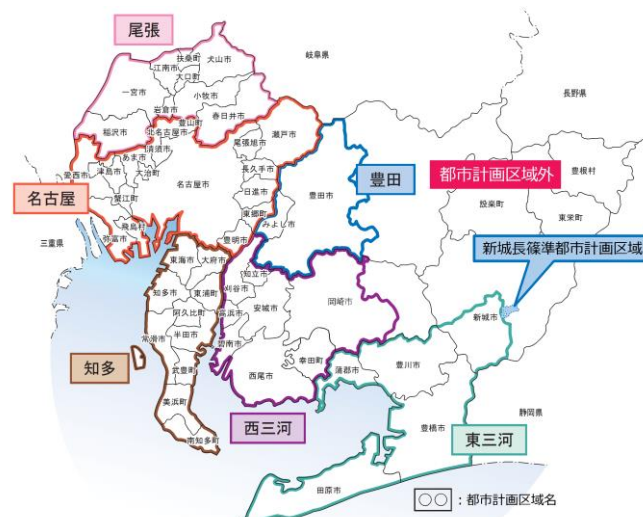 尾張
岐阜県
扶桑町
犬山市
江南市
大口町
一宮市
小牧市
長野県
岩倉市
春日井市
稲沢市
豊山町
北名古屋市
瀬戸市
清須市
尾張旭市
愛西市
津島市
あま市
大治町
長久手市
名古屋市
豊田
都市計画区域外
豊根村
名古屋
蟹江町
日進市
豊田市
設楽町
東郷町
みよし市
東栄町
飛島村
弥富市
豊明市
三重県
新城長篠準都市計画区域
東海市
大府市
知立市
知多市
東浦町
刈谷市
岡崎市
安城市
阿久比町
高浜市
新城市
常滑市
半田市
碧南市
知多
武豊町
西尾市
幸田町
蒲郡市
豊川市
美浜町
静岡県
西三河
豊橋市
東三河
南知多町
田原市
○○:都市計画区域名